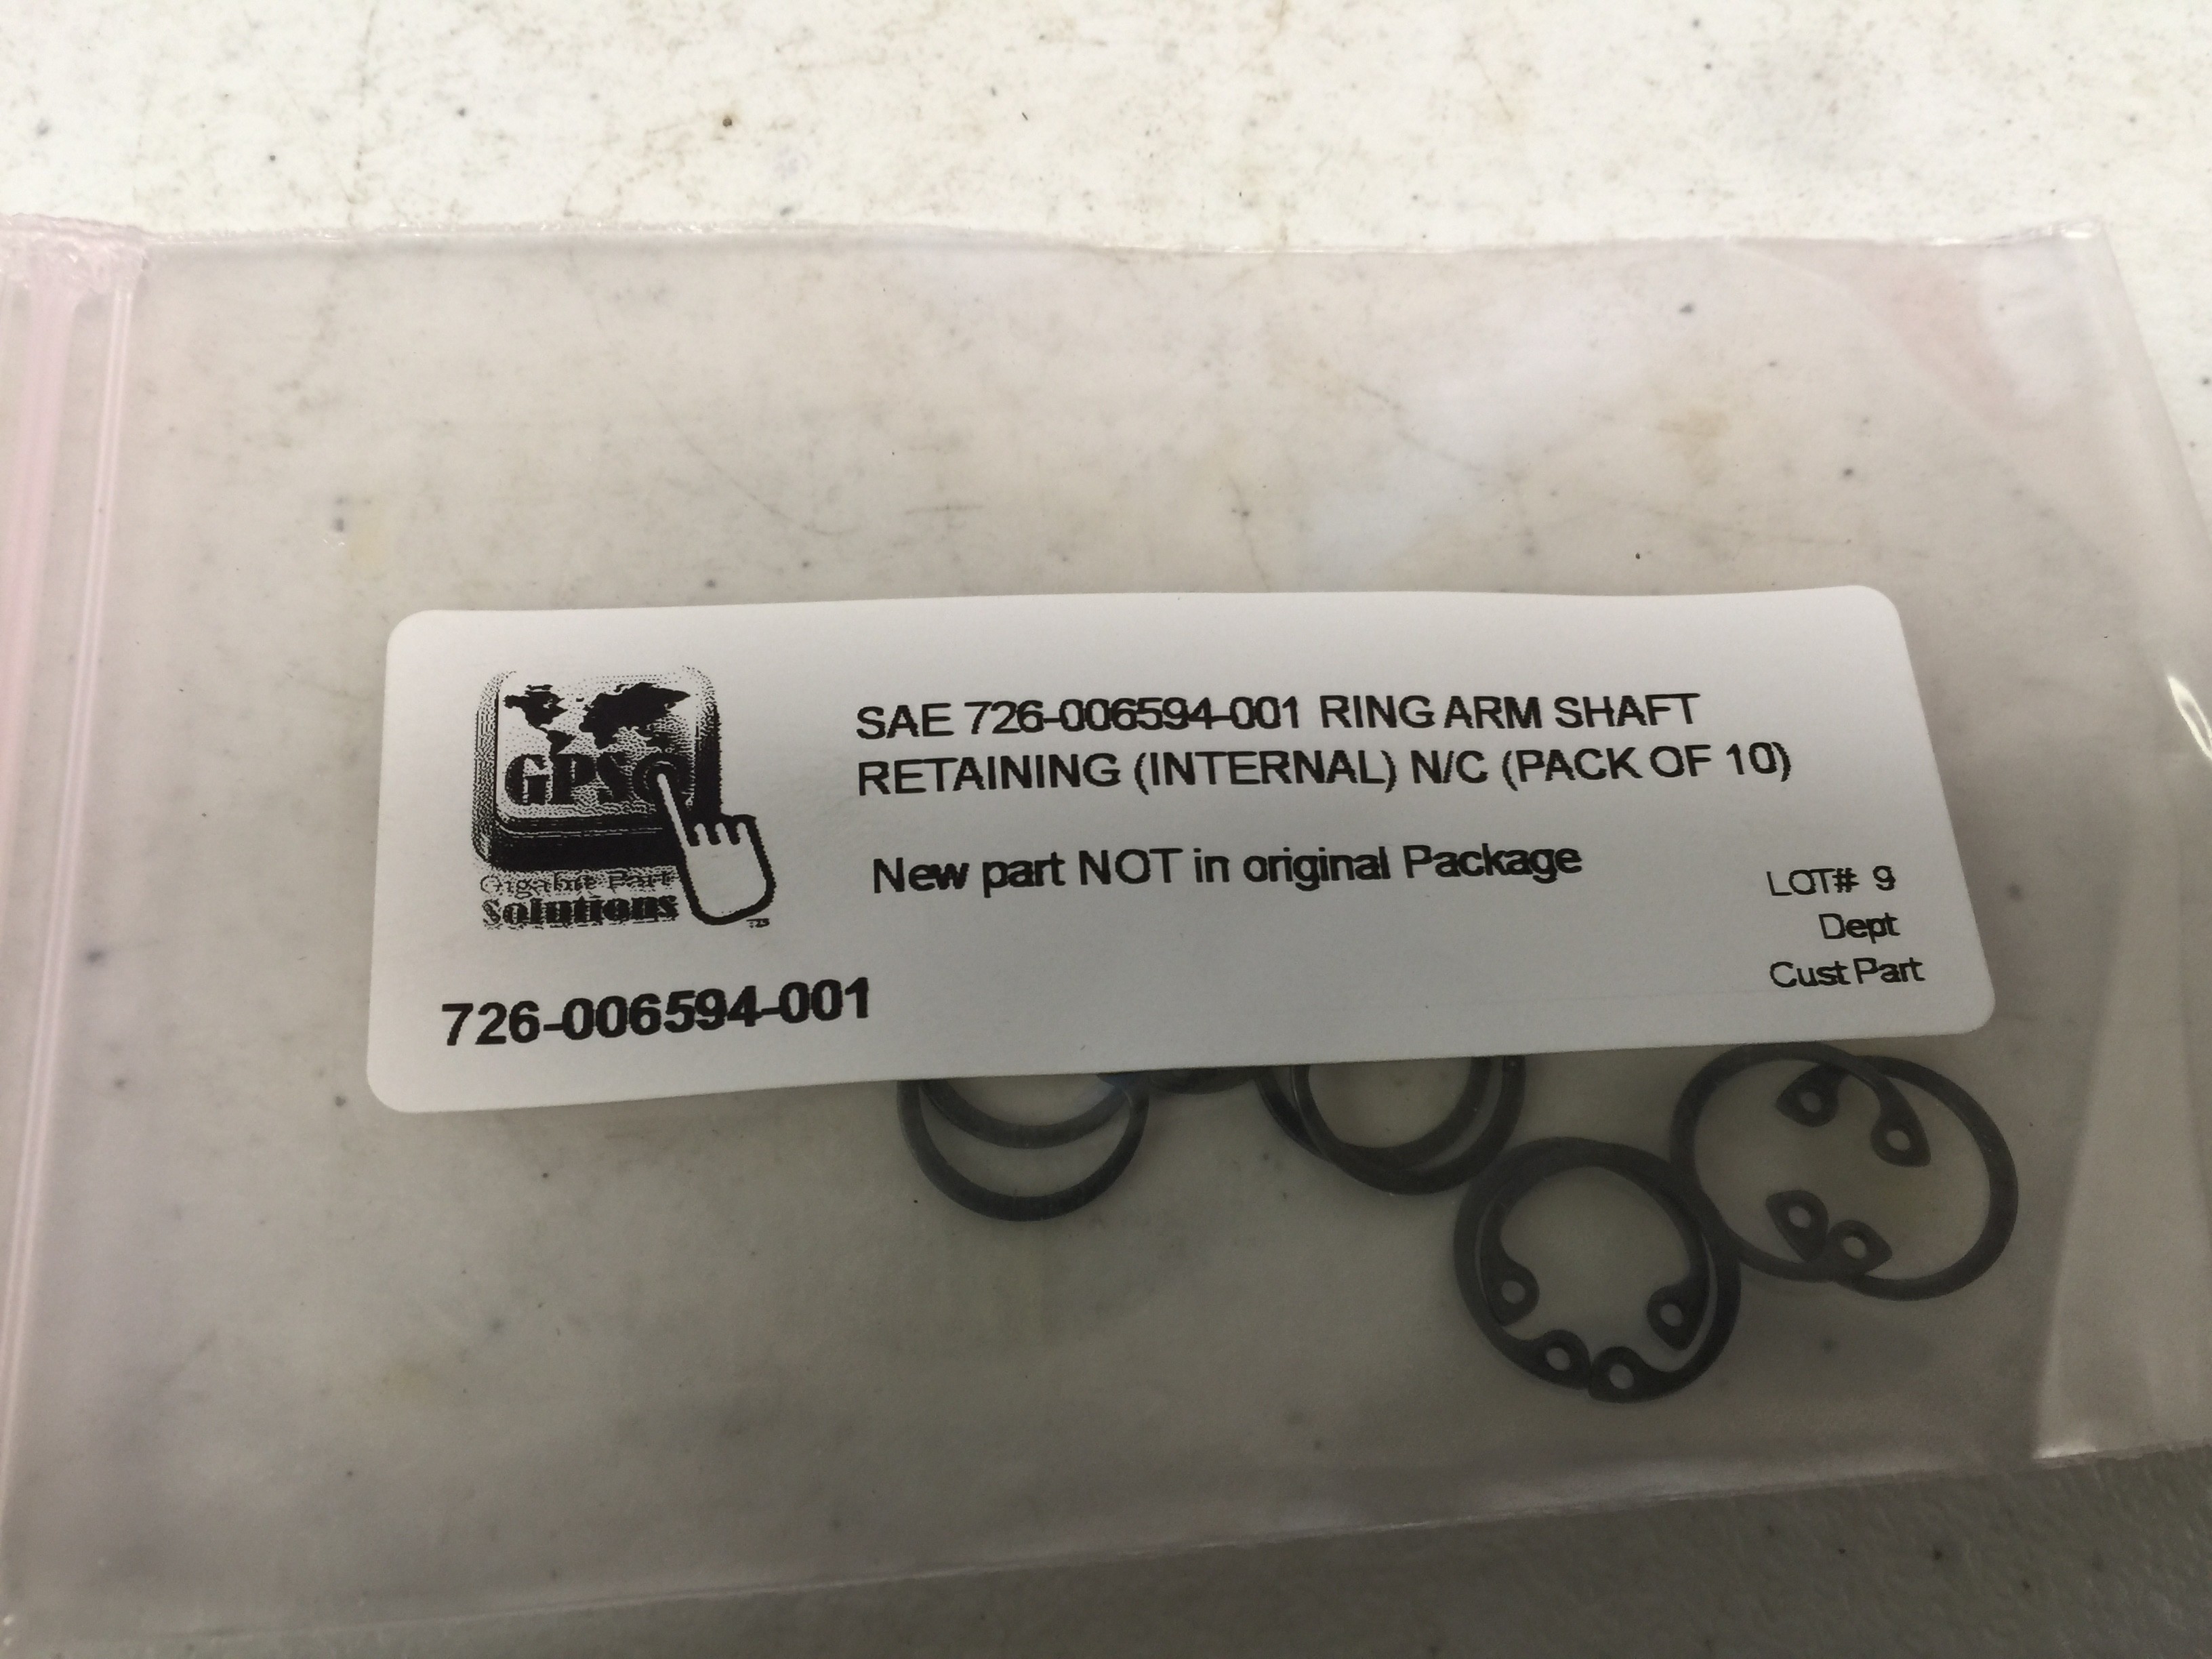 GPS
Gigabit Part
Solutions
SAE 726-006594-001 RING ARM SHAFT
RETAINING (INTERNAL) N/C (PACK OF 10)
New part NOT in original Package
LOT# 9
Dept
Cust Part
726-006594-001